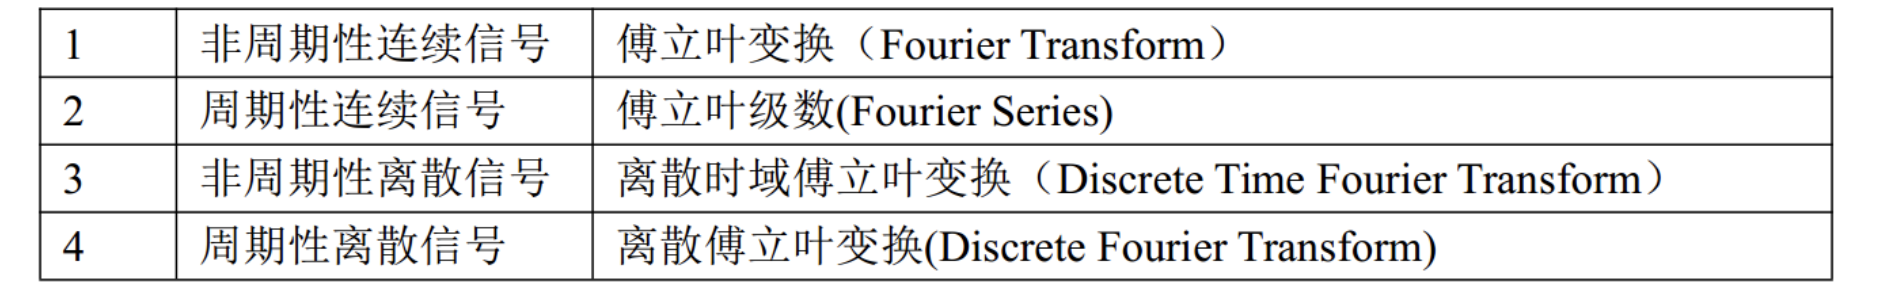 1 非周期性连续信号 傅立叶变换（Fourier Transform）
2 周期性连续信号 傅立叶级数(Fourier Series)
3 非周期性离散信号 离散时域傅立叶变换（Discrete Time Fourier Transform）
4 周期性离散信号 离散傅立叶变换(Discrete Fourier Transform)